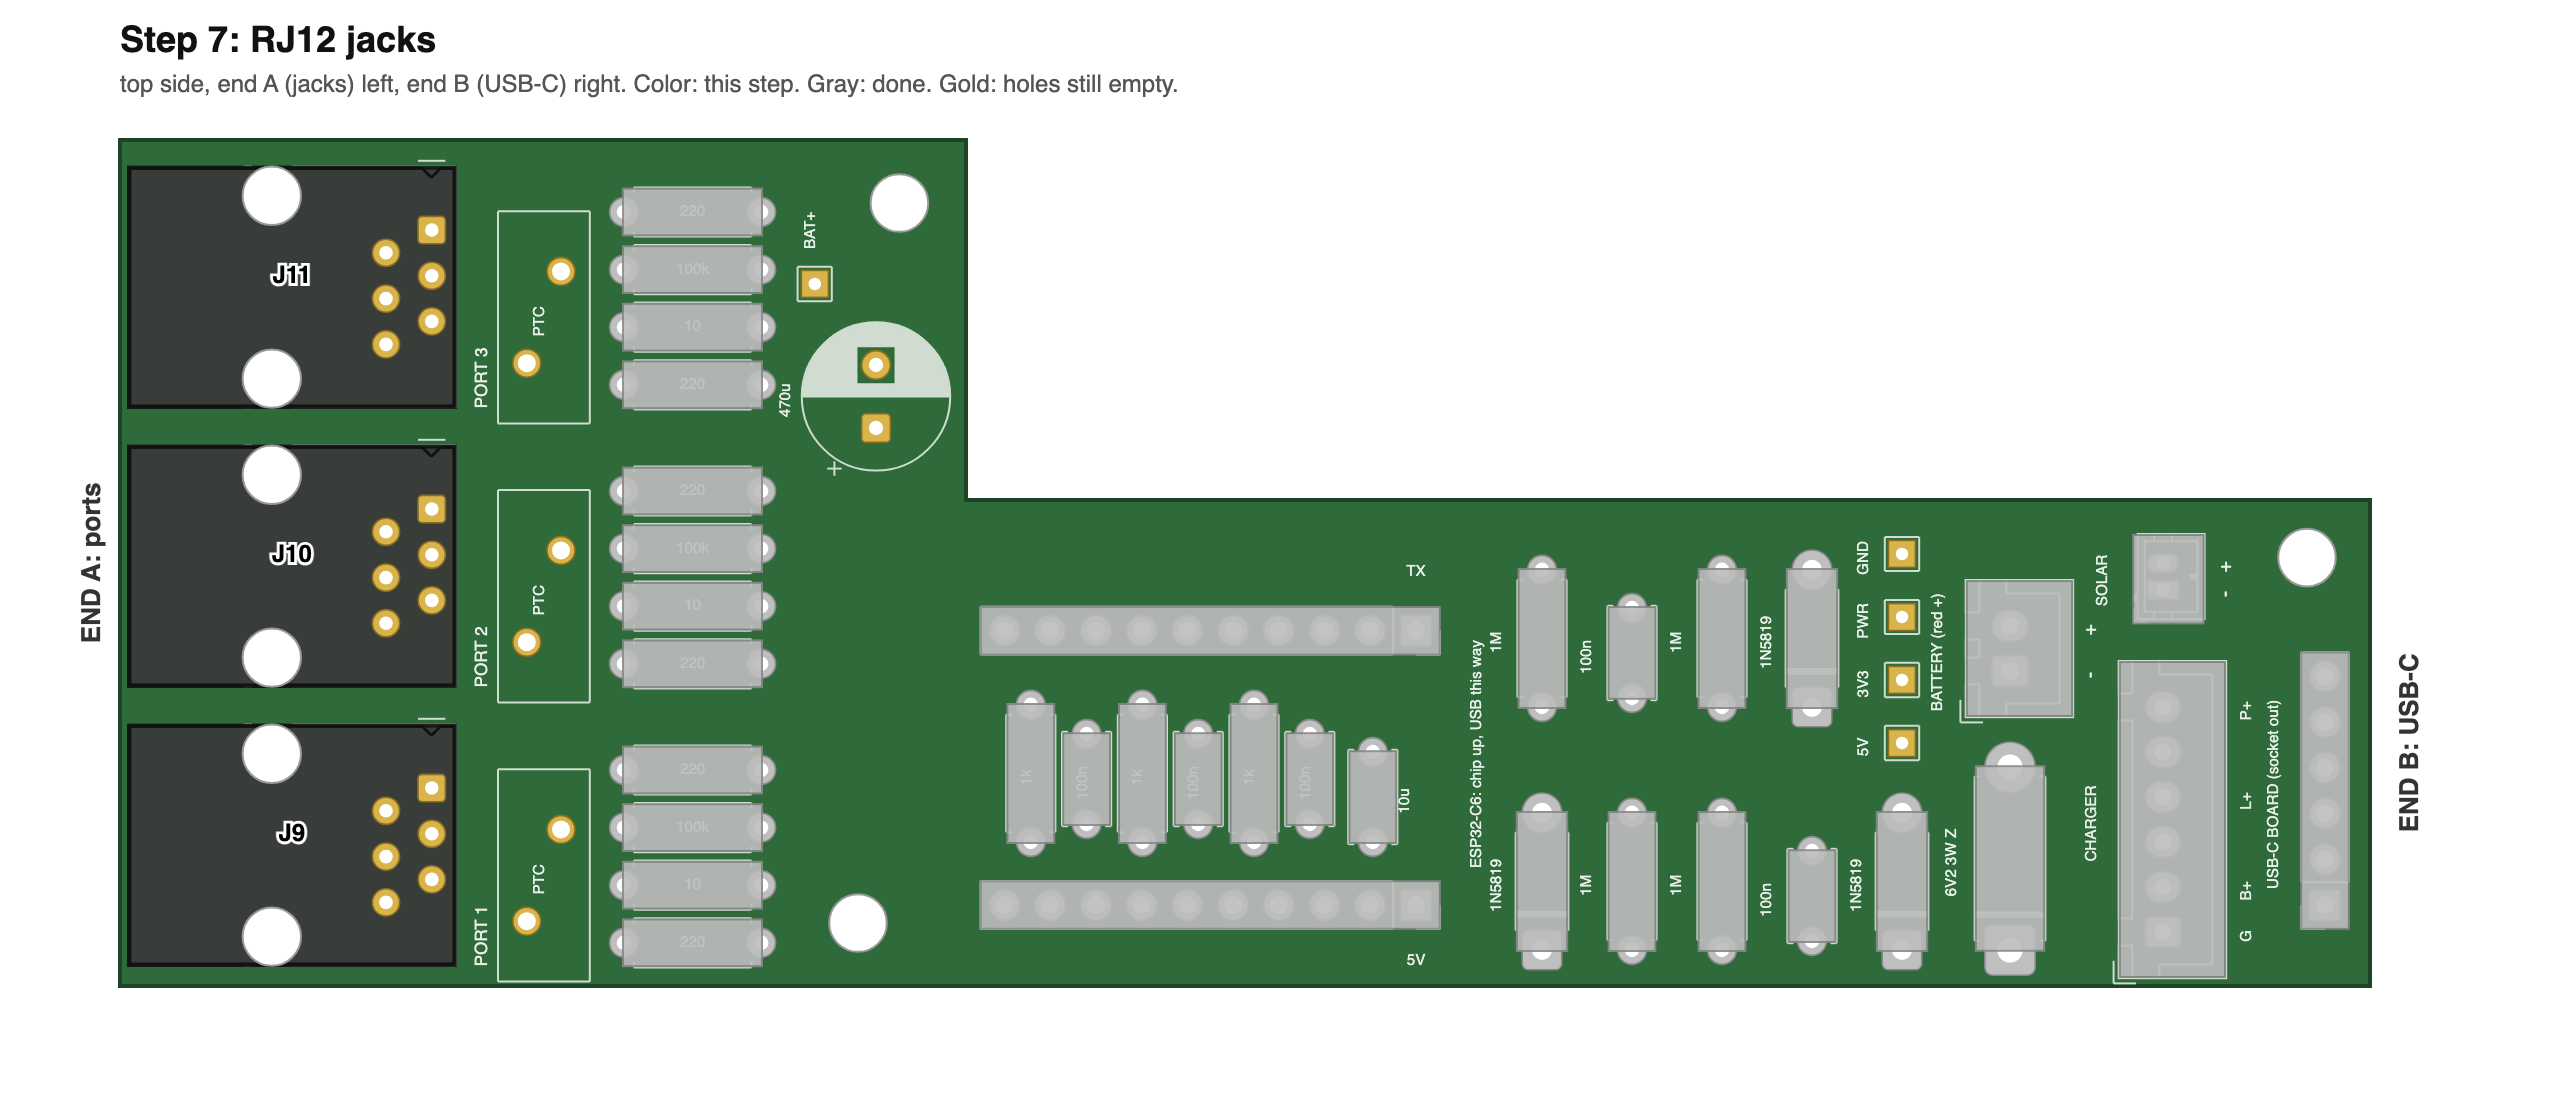 Step 7: RJ12 jacks
top side, end A (jacks) left, end B (USB-C) right. Color: this step. Gray: done. Gold: holes still empty.
END A: ports
J11
PORT 3
PTC
220
100k
10
220
BAT+
470u
+
J10
PORT 2
PTC
220
100k
10
220
J9
PORT 1
PTC
220
100k
10
220
TX
1k
100n
1k
100n
1k
100n
10u
5V
ESP32-C6: chip up, USB this way
1M
100n
1M
1N5819
GND
PWR
3V3
5V
BATTERY (red +)
+
-
SOLAR
+
-
1N5819
1M
1M
100n
1N5819
6V2 3W Z
CHARGER
P+
L+
B+
G
USB-C BOARD (socket out)
END B: USB-C